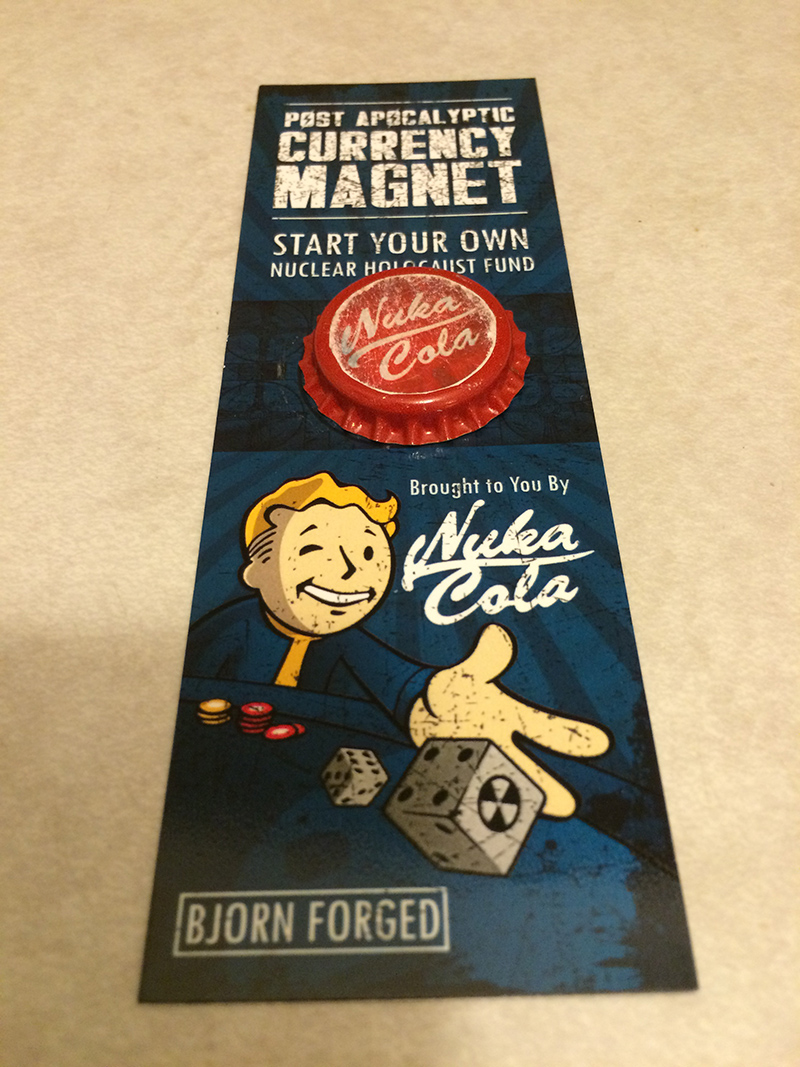 PØST APØCALYPTIC
CURRENCY
MAGNET
START YOUR OWN
NUCLEAR HOLOCAUST FUND
Nuka
Cola
Brought to You By
Nuka
Cola
BJORN FORGED